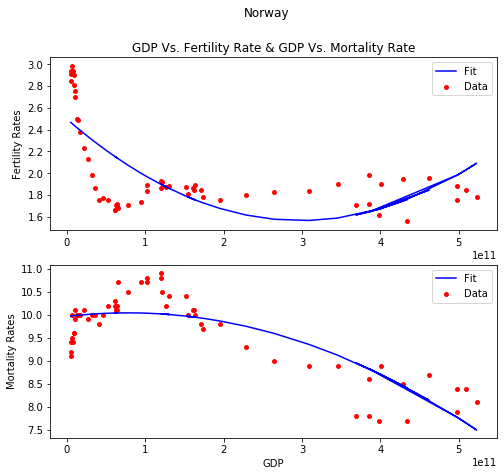 Norway
GDP Vs. Fertility Rate & GDP Vs. Mortality Rate
3.0
2.8
2.6
2.4
2.2
2.0
1.8
1.6
Fertility Rates
Fit
Data
0
1
2
3
4
5
1e11
11.0
10.5
10.0
9.5
9.0
8.5
8.0
7.5
Mortality Rates
Fit
Data
0
1
2
3
4
5
1e11
GDP